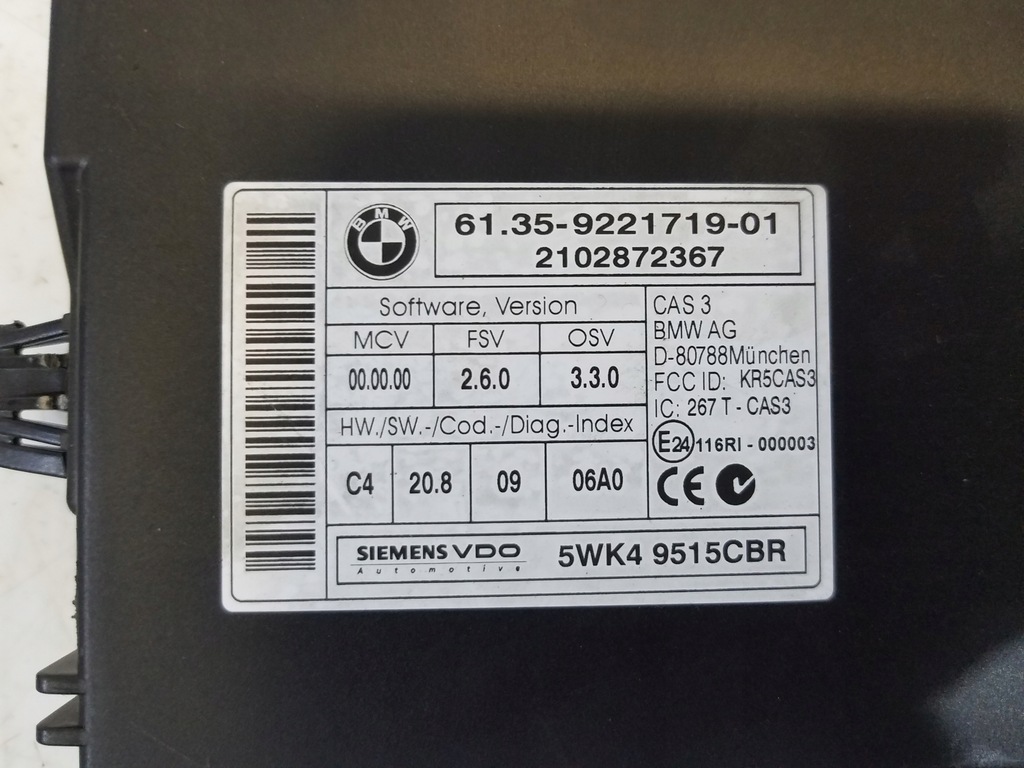 BMW
61.35-9221719-01
2102872367
Software, Version
MCV FSV OSV
00.00.00 2.6.0 3.3.0
HW./SW.-/Cod.-/Diag.-Index
C4 20.8 09 06A0
CAS 3
BMW AG
D-80788München
FCC ID: KR5CAS3
IC: 267 T - CAS3
E24 116RI - 000003
CE
SIEMENS VDO
Automotive
5WK4 9515CBR